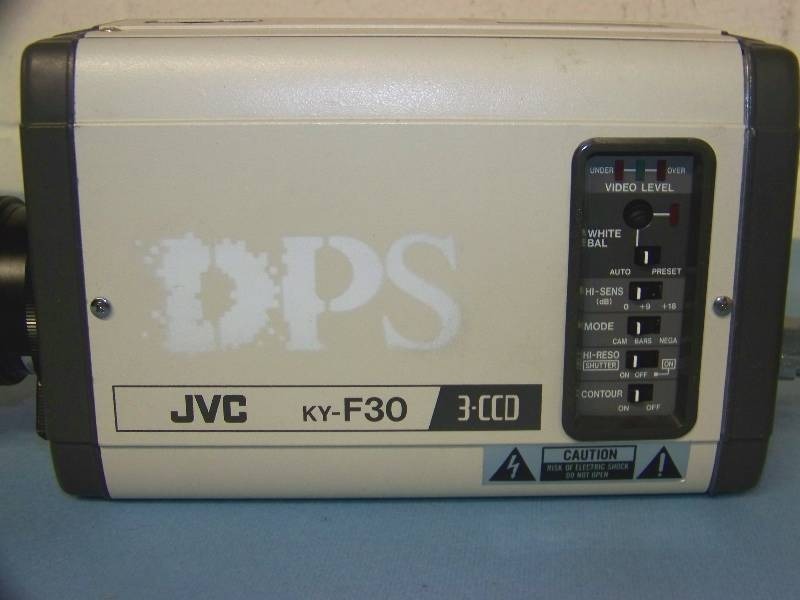 DPS
JVC KY-F30 3-CCD
UNDER OVER
VIDEO LEVEL
WHITE
BAL
AUTO PRESET
HI-SENS
(dB)
0 +9 +18
MODE
CAM BARS NEGA
HI-RESO
SHUTTER ON
ON OFF
CONTOUR
ON OFF
CAUTION
RISK OF ELECTRIC SHOCK
DO NOT OPEN